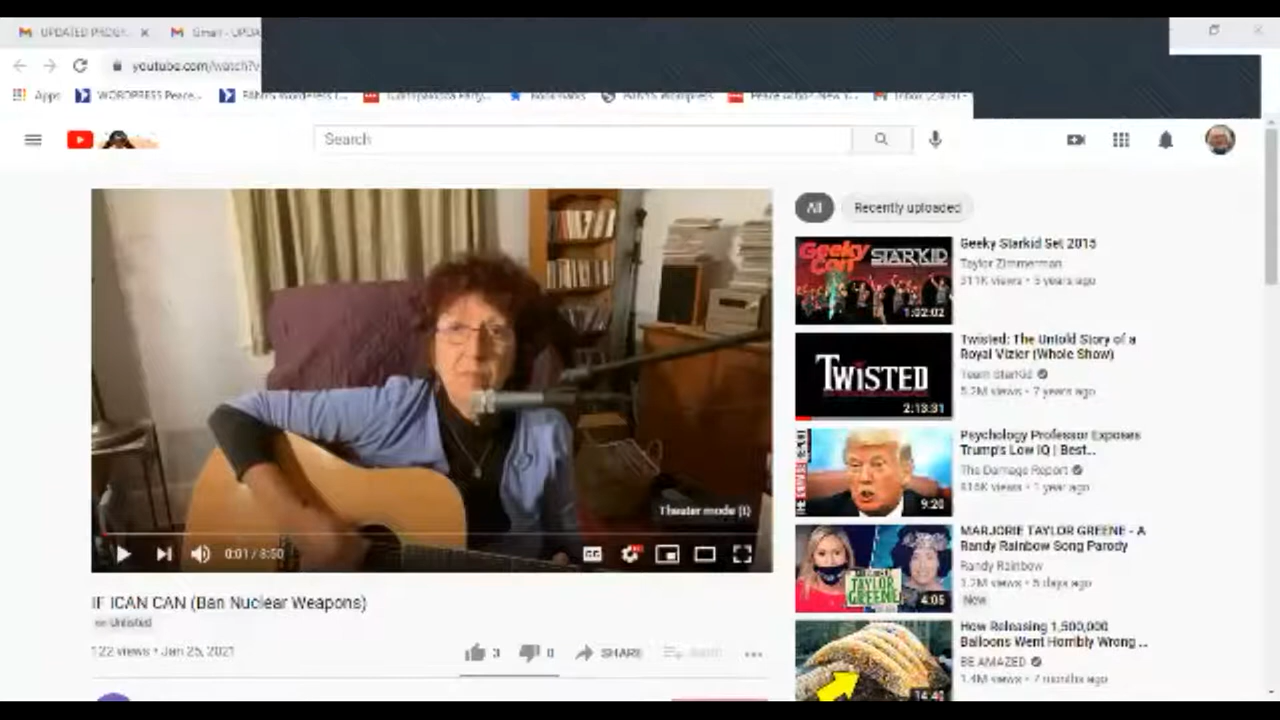 UPDATED PROGR
Gmail - UPDA
youtube.com/watch?v
Apps
WORDPRESS Peace...
Bookmarks
Search
Theater mode (t)
0:01 / 8:50
CC
IF ICAN CAN (Ban Nuclear Weapons)
Unlisted
122 views • Jan 25, 2021
3
0
SHARE
All
Recently uploaded
Geeky Con STARKID
1:02:02
Geeky Starkid Set 2015
Taylor Zimmerman
311K views • 5 years ago
TWISTED
2:13:31
Twisted: The Untold Story of a
Royal Vizier (Whole Show)
Team StarKid
5.2M views • 7 years ago
9:20
Psychology Professor Exposes
Trump's Low IQ | Best...
The Damage Report
816K views • 1 year ago
TAYLOR
GREENE
4:05
MARJORIE TAYLOR GREENE - A
Randy Rainbow Song Parody
Randy Rainbow
1.2M views • 5 days ago
New
14:41
How Releasing 1,500,000
Balloons Went Horribly Wrong ...
BE AMAZED
1.4M views • 7 months ago